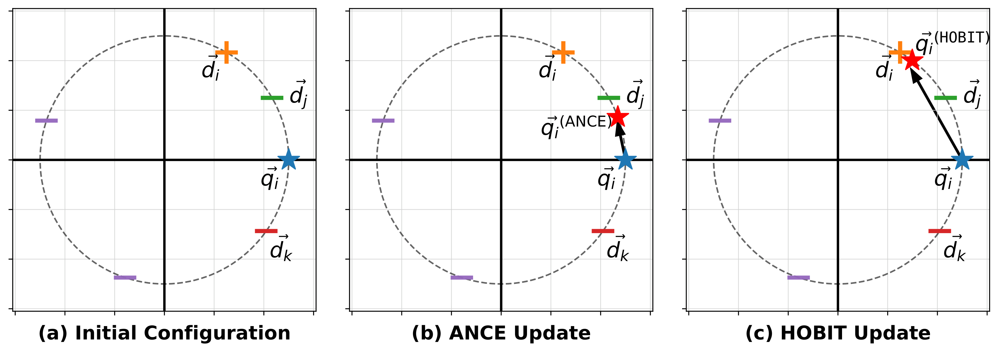 d⃗ᵢ
d⃗ⱼ
q⃗ᵢ
d⃗ₖ
(a) Initial Configuration
d⃗ᵢ
d⃗ⱼ
q⃗ᵢ(ANCE)
q⃗ᵢ
d⃗ₖ
(b) ANCE Update
q⃗ᵢ(HOBIT)
d⃗ᵢ
d⃗ⱼ
q⃗ᵢ
d⃗ₖ
(c) HOBIT Update